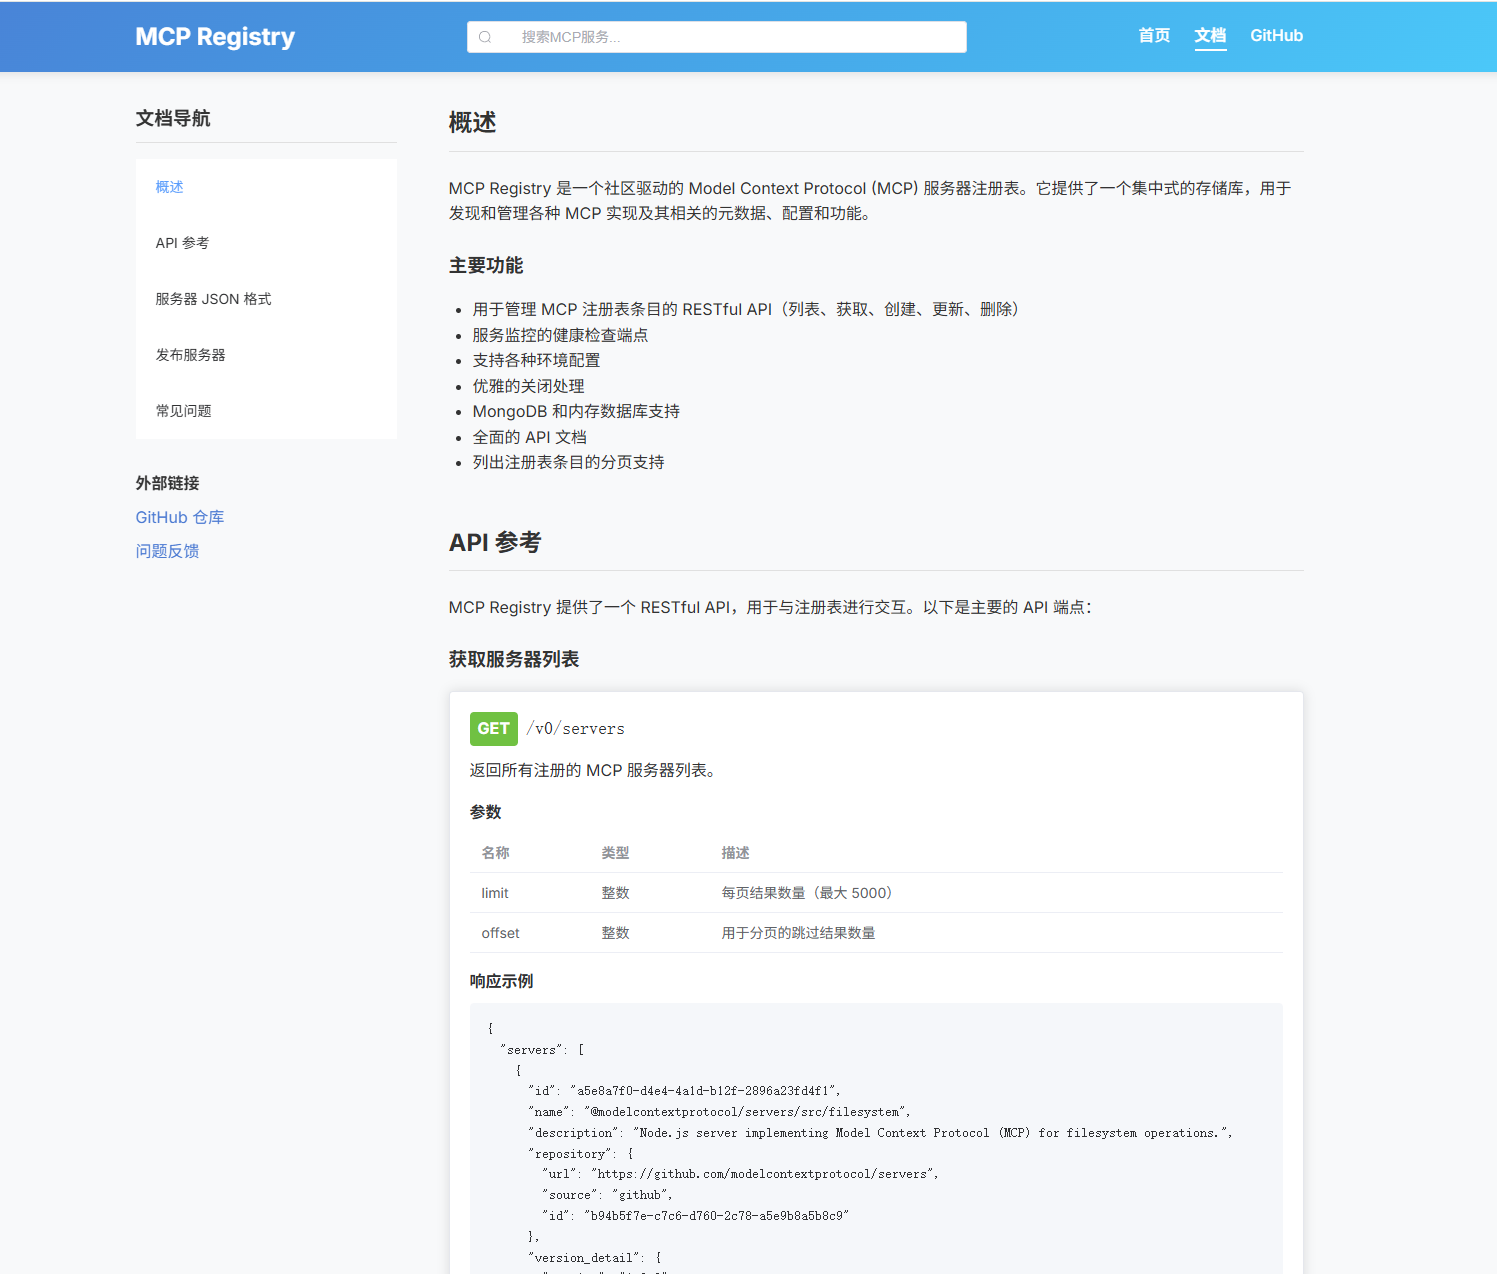 MCP Registry
搜索MCP服务...
首页
文档
GitHub
文档导航
概述
API 参考
服务器 JSON 格式
发布服务器
常见问题
外部链接
GitHub 仓库
问题反馈
概述
MCP Registry 是一个社区驱动的 Model Context Protocol (MCP) 服务器注册表。它提供了一个集中式的存储库，用于
发现和管理各种 MCP 实现及其相关的元数据、配置和功能。
主要功能
用于管理 MCP 注册表条目的 RESTful API（列表、获取、创建、更新、删除）
服务监控的健康检查端点
支持各种环境配置
优雅的关闭处理
MongoDB 和内存数据库支持
全面的 API 文档
列出注册表条目的分页支持
API 参考
MCP Registry 提供了一个 RESTful API，用于与注册表进行交互。以下是主要的 API 端点：
获取服务器列表
GET /v0/servers
返回所有注册的 MCP 服务器列表。
参数
名称 类型 描述
limit 整数 每页结果数量（最大 5000）
offset 整数 用于分页的跳过结果数量
响应示例
{
"servers": [
{
"id": "a5e8a7f0-d4e4-4a1d-b12f-2896a23fd4f1",
"name": "@modelcontextprotocol/servers/src/filesystem",
"description": "Node.js server implementing Model Context Protocol (MCP) for filesystem operations.",
"repository": {
"url": "https://github.com/modelcontextprotocol/servers",
"source": "github",
"id": "b94b5f7e-c7c6-d760-2c78-a5e9b8a5b8c9"
},
"version_detail": {